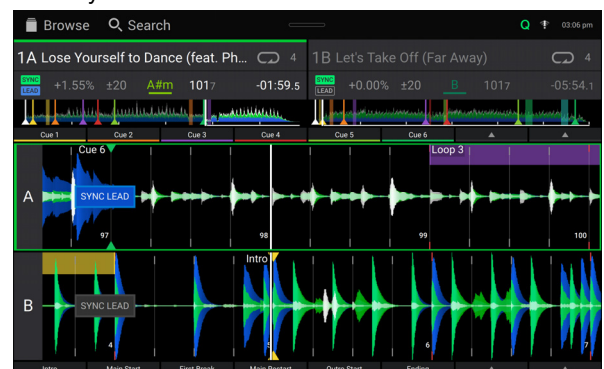 Browse Search Q 03:06 pm
1A Lose Yourself to Dance (feat. Ph... 4
1B Let's Take Off (Far Away) 4
SYNC LEAD +1.55% ±20 A#m 1017 -01:59.5
SYNC LEAD +0.00% ±20 B 1017 -05:54.1
Cue 1 Cue 2 Cue 3 Cue 4 Cue 5 Cue 6
Cue 6 Loop 3
A SYNC LEAD
97 98 99 100
Intro
B SYNC LEAD
4 5 6 7
Intro Main Start First Break Main Restart Outro Start Ending